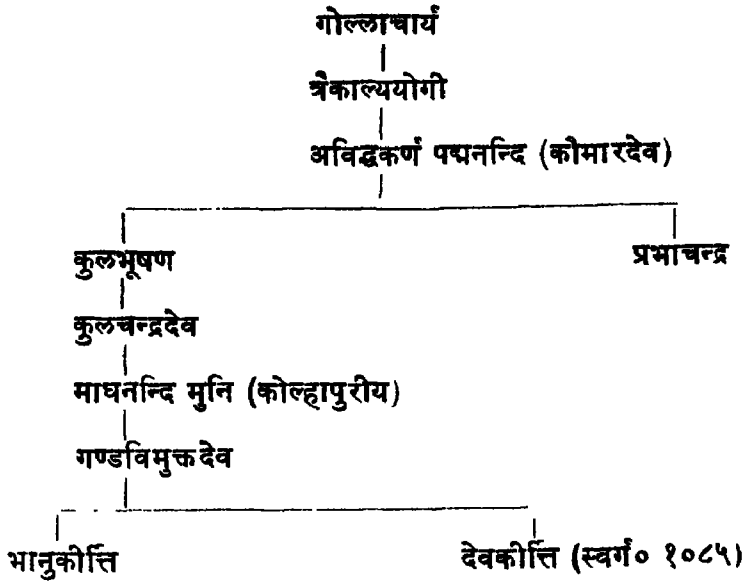 गोल्लाचार्य
त्रैकाल्ययोगी
अविद्धकर्ण पद्मनन्दि (कौमारदेव)
कुलभूषण प्रभाचन्द्र
कुलचन्द्रदेव
माघनन्दि मुनि (कोल्हापुरीय)
गण्डविमुक्तदेव
भानुकीर्त्ति देवकीर्त्ति (स्वर्ग० १०८५)